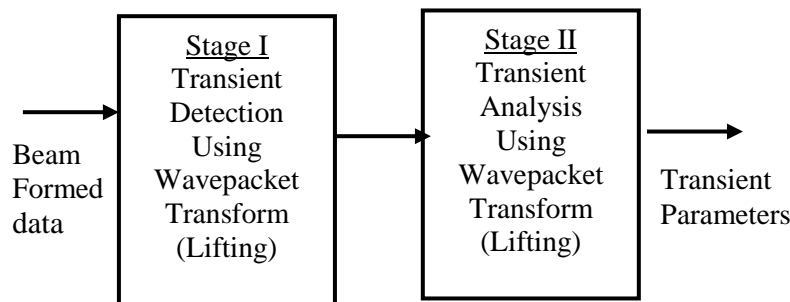 Beam
Formed
data
Stage I
Transient
Detection
Using
Wavepacket
Transform
(Lifting)
Stage II
Transient
Analysis
Using
Wavepacket
Transform
(Lifting)
Transient
Parameters